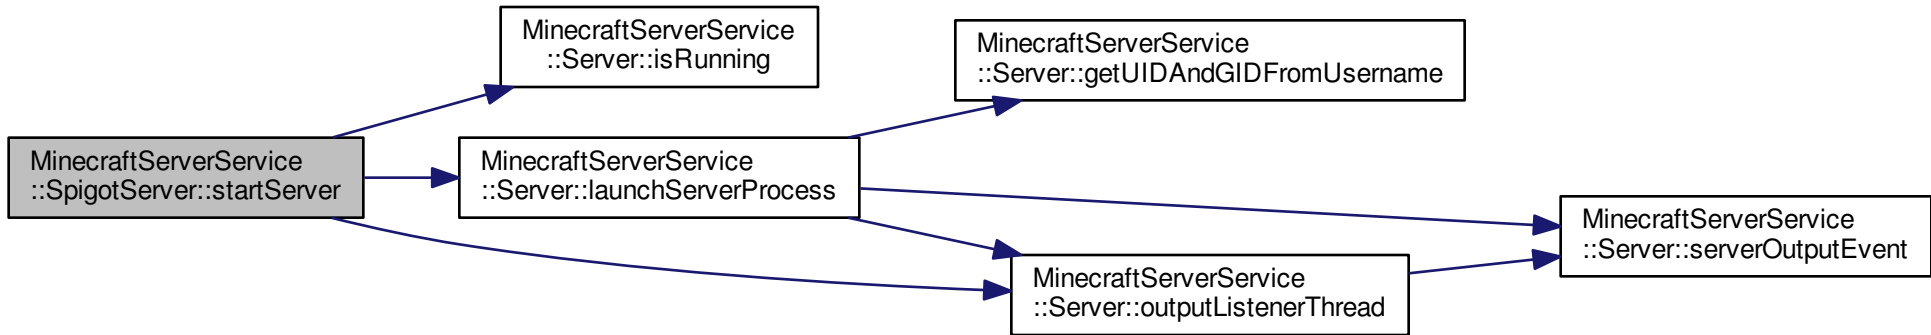 MinecraftServerService
::SpigotServer::startServer
MinecraftServerService
::Server::isRunning
MinecraftServerService
::Server::launchServerProcess
MinecraftServerService
::Server::getUIDAndGIDFromUsername
MinecraftServerService
::Server::outputListenerThread
MinecraftServerService
::Server::serverOutputEvent